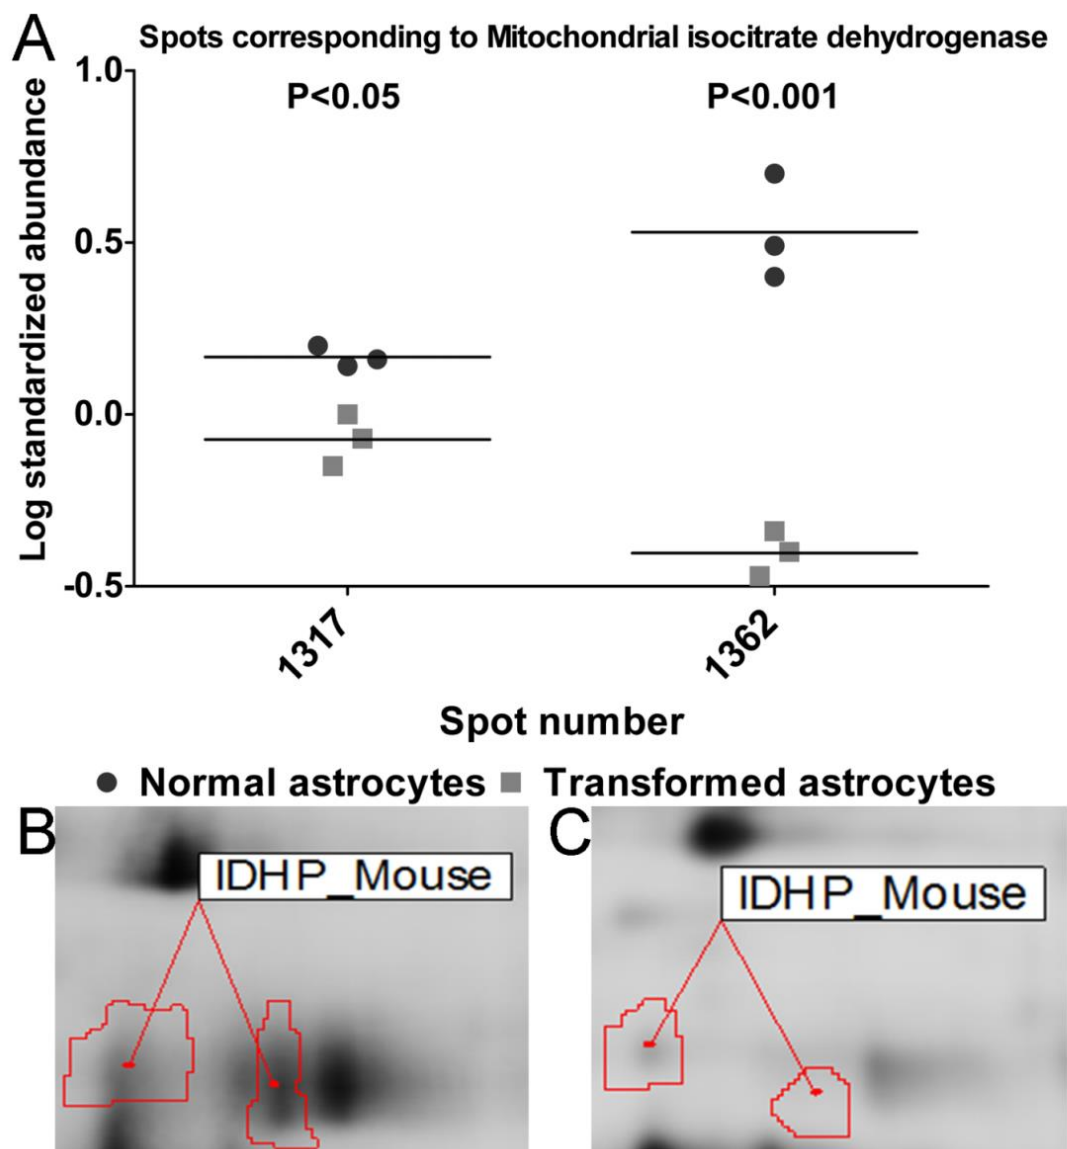 A
Spots corresponding to Mitochondrial isocitrate dehydrogenase
Log standardized abundance
1.0
0.5
0.0
-0.5
P<0.05
P<0.001
1317
1362
Spot number
Normal astrocytes
Transformed astrocytes
B
IDHP_Mouse
C
IDHP_Mouse